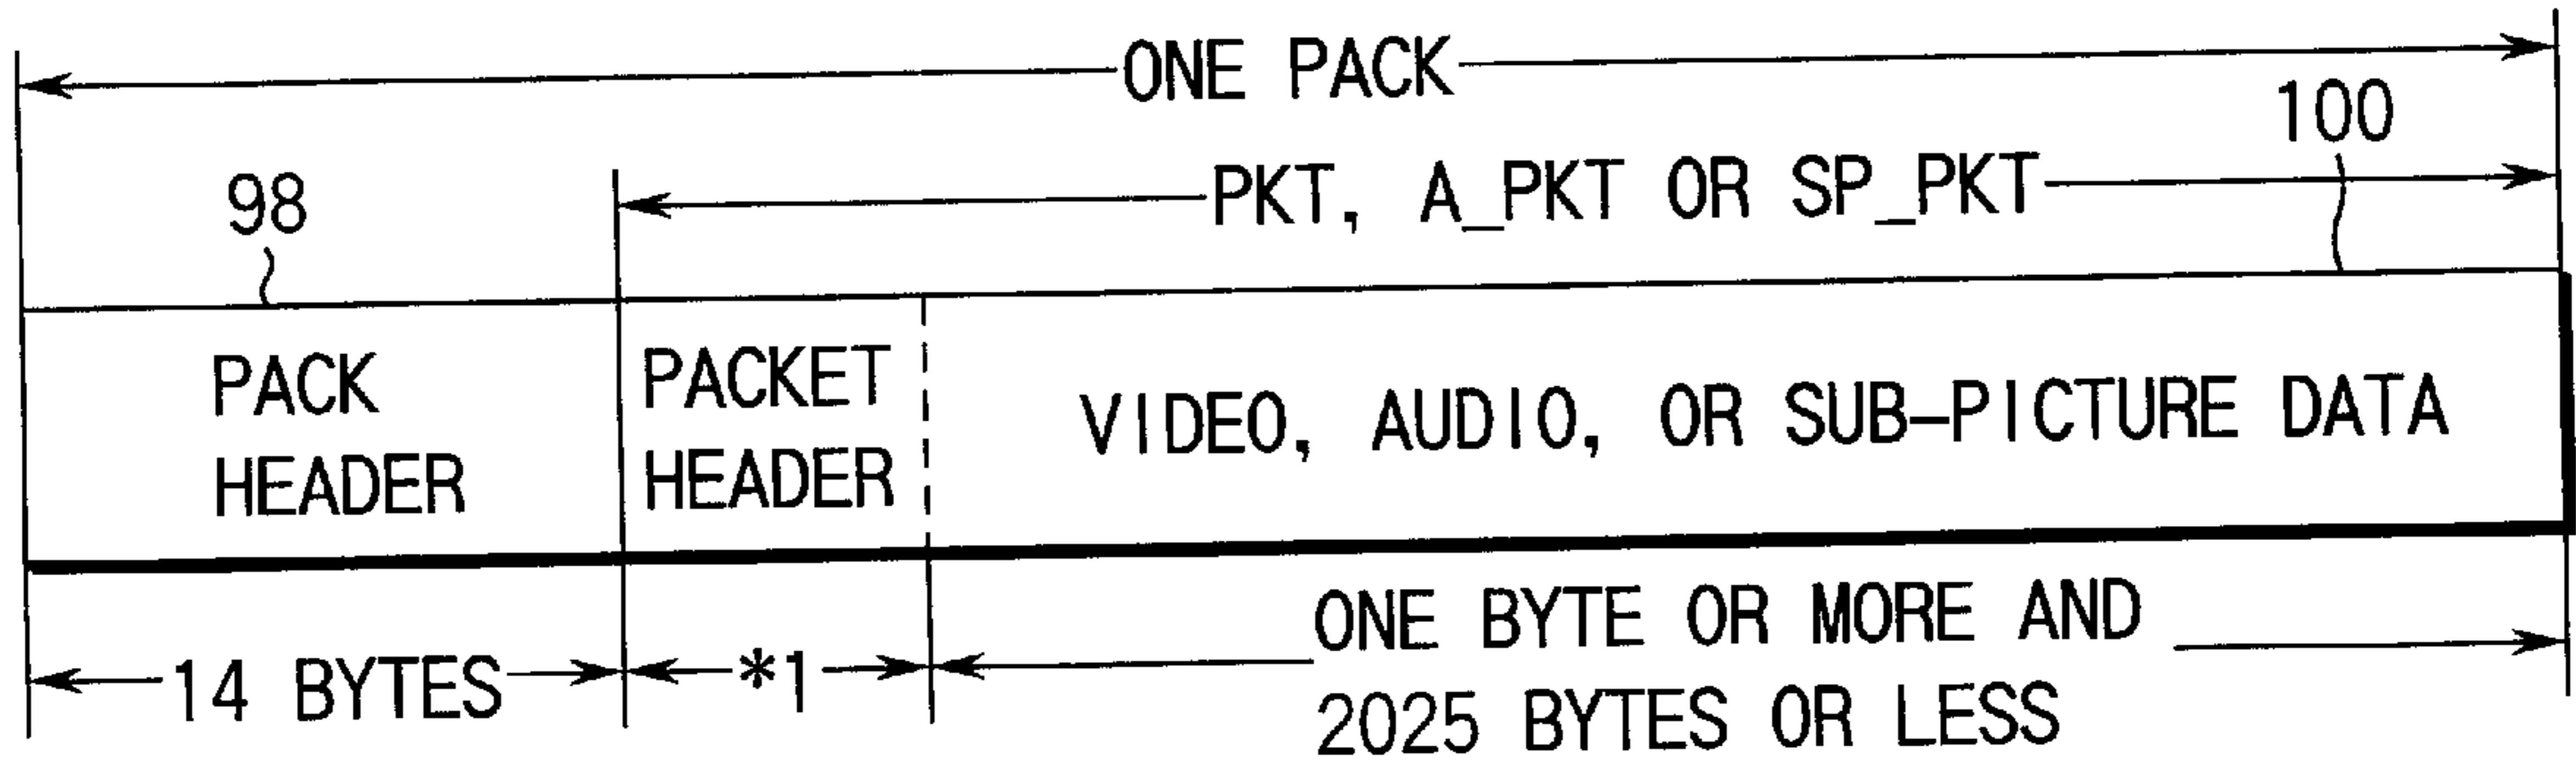 ONE PACK
100
PKT, A_PKT OR SP_PKT
98
PACK
HEADER
PACKET
HEADER
VIDEO, AUDIO, OR SUB-PICTURE DATA
14 BYTES
*1
ONE BYTE OR MORE AND
2025 BYTES OR LESS